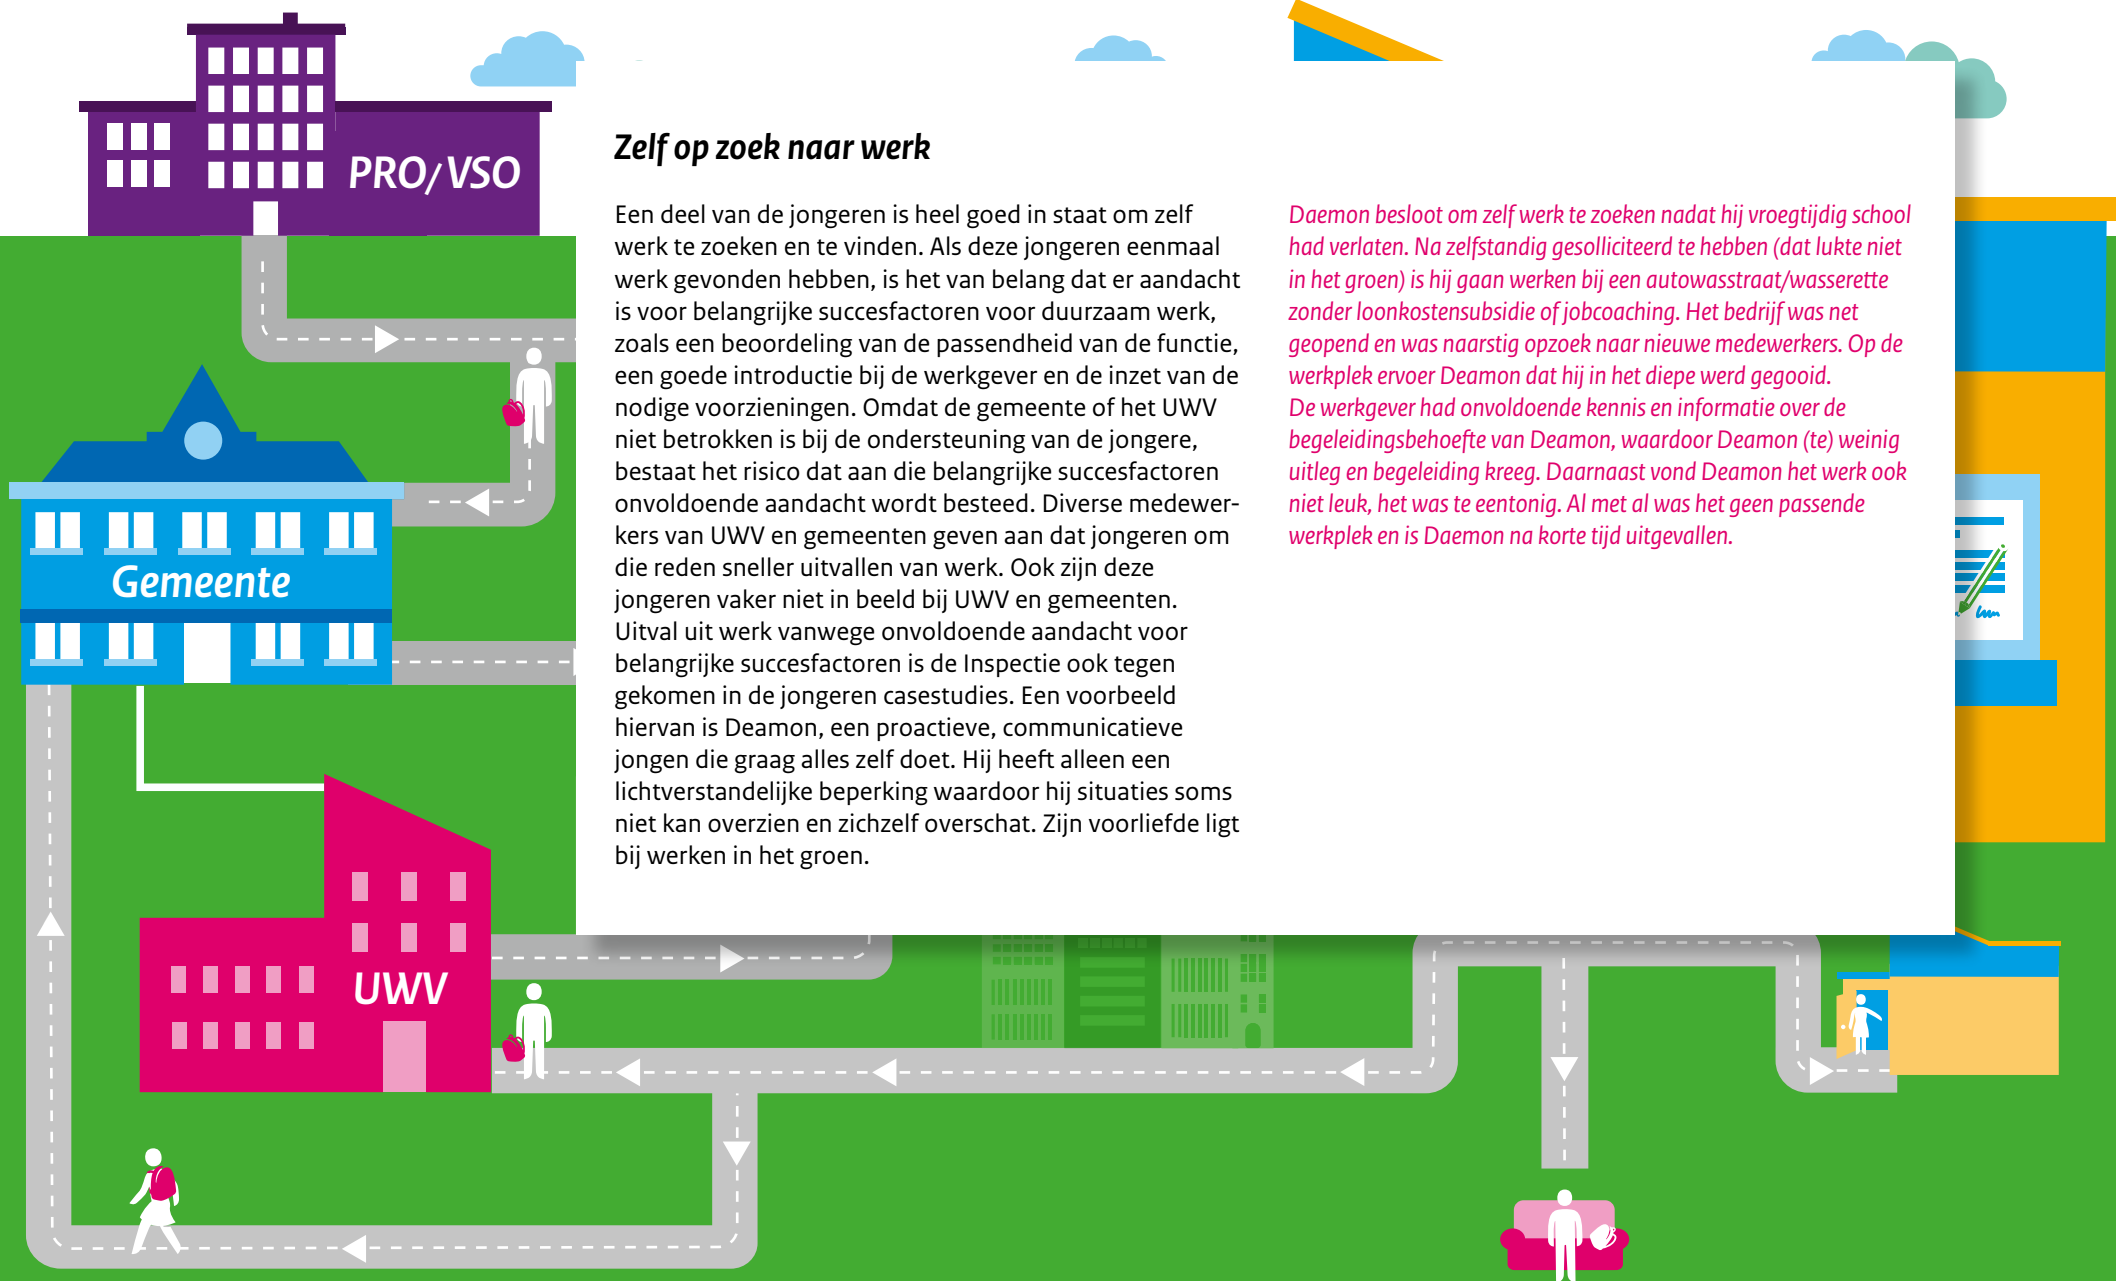 PRO/VSO
Gemeente
UWV
Zelf op zoek naar werk
Een deel van de jongeren is heel goed in staat om zelf
werk te zoeken en te vinden. Als deze jongeren eenmaal
werk gevonden hebben, is het van belang dat er aandacht
is voor belangrijke succesfactoren voor duurzaam werk,
zoals een beoordeling van de passendheid van de functie,
een goede introductie bij de werkgever en de inzet van de
nodige voorzieningen. Omdat de gemeente of het UWV
niet betrokken is bij de ondersteuning van de jongere,
bestaat het risico dat aan die belangrijke succesfactoren
onvoldoende aandacht wordt besteed. Diverse medewer-
kers van UWV en gemeenten geven aan dat jongeren om
die reden sneller uitvallen van werk. Ook zijn deze
jongeren vaker niet in beeld bij UWV en gemeenten.
Uitval uit werk vanwege onvoldoende aandacht voor
belangrijke succesfactoren is de Inspectie ook tegen
gekomen in de jongeren casestudies. Een voorbeeld
hiervan is Deamon, een proactieve, communicatieve
jongen die graag alles zelf doet. Hij heeft alleen een
lichtverstandelijke beperking waardoor hij situaties soms
niet kan overzien en zichzelf overschat. Zijn voorliefde ligt
bij werken in het groen.
Daemon besloot om zelf werk te zoeken nadat hij vroegtijdig school
had verlaten. Na zelfstandig gesolliciteerd te hebben (dat lukte niet
in het groen) is hij gaan werken bij een autowasstraat/wasserette
zonder loonkostensubsidie of jobcoaching. Het bedrijf was net
geopend en was naarstig opzoek naar nieuwe medewerkers. Op de
werkplek ervoer Deamon dat hij in het diepe werd gegooid.
De werkgever had onvoldoende kennis en informatie over de
begeleidingsbehoefte van Deamon, waardoor Deamon (te) weinig
uitleg en begeleiding kreeg. Daarnaast vond Deamon het werk ook
niet leuk, het was te eentonig. Al met al was het geen passende
werkplek en is Daemon na korte tijd uitgevallen.